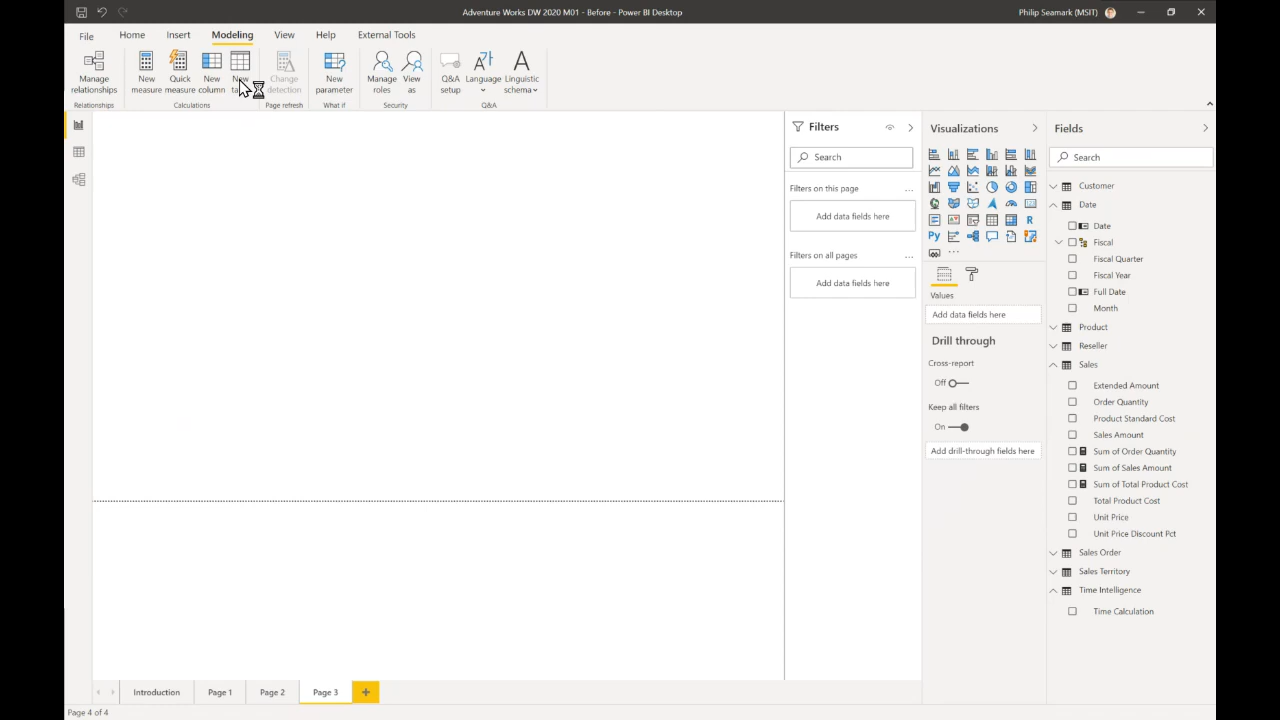 Adventure Works DW 2020 M01 - Before - Power BI Desktop
Philip Seamark (MSIT)
File
Home
Insert
Modeling
View
Help
External Tools
Manage
relationships
New
measure
Quick
measure
New
column
New
Change
detection
New
parameter
Manage
roles
View
as
Q&A
setup
Language
Linguistic
schema
Relationships
Calculations
Page refresh
What if
Security
Q&A
Filters
Search
Filters on this page
Add data fields here
Filters on all pages
Add data fields here
Visualizations
R
Py
Values
Add data fields here
Drill through
Cross-report
Off
Keep all filters
On
Add drill-through fields here
Fields
Search
Customer
Date
Date
Fiscal
Fiscal Quarter
Fiscal Year
Full Date
Month
Product
Reseller
Sales
Extended Amount
Order Quantity
Product Standard Cost
Sales Amount
Sum of Order Quantity
Sum of Sales Amount
Sum of Total Product Cost
Total Product Cost
Unit Price
Unit Price Discount Pct
Sales Order
Sales Territory
Time Intelligence
Time Calculation
Introduction
Page 1
Page 2
Page 3
Page 4 of 4